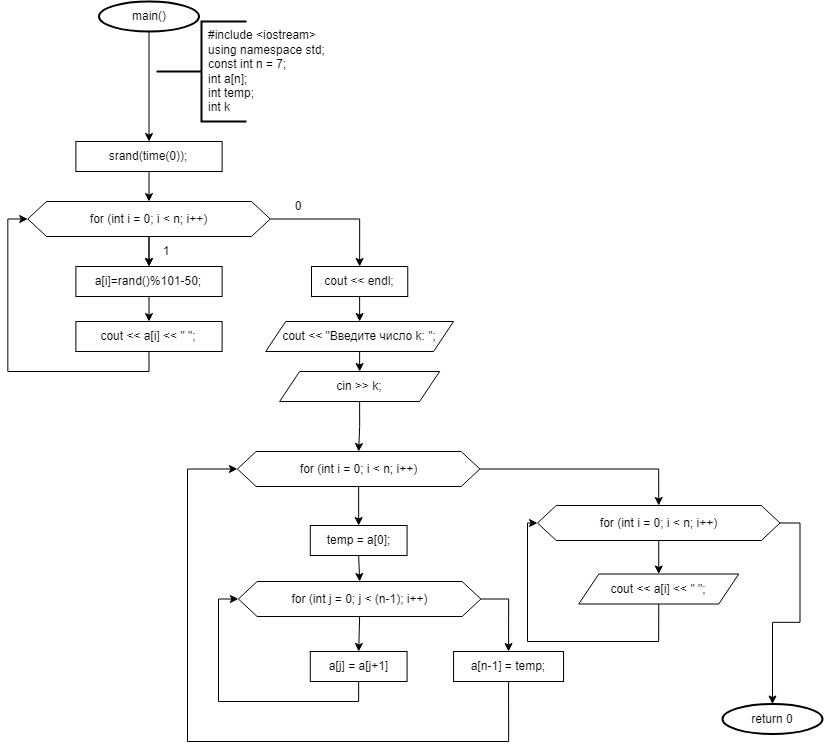 main()
#include <iostream>
using namespace std;
const int n = 7;
int a[n];
int temp;
int k
srand(time(0));
for (int i = 0; i < n; i++)
0
1
a[i]=rand()%101-50;
cout << a[i] << " ";
cout << endl;
cout << "Введите число k: ";
cin >> k;
for (int i = 0; i < n; i++)
temp = a[0];
for (int j = 0; j < (n-1); i++)
a[j] = a[j+1]
a[n-1] = temp;
for (int i = 0; i < n; i++)
cout << a[i] << " ";
return 0